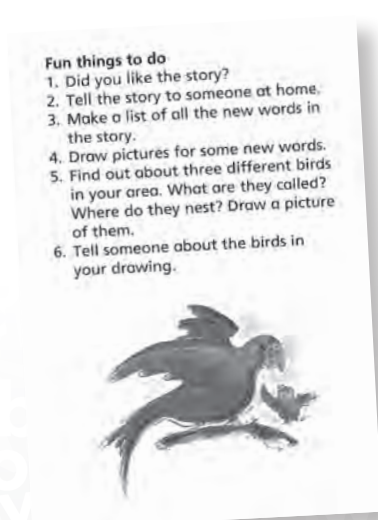 Fun things to do
1. Did you like the story?
2. Tell the story to someone at home.
3. Make a list of all the new words in
the story.
4. Draw pictures for some new words.
5. Find out about three different birds
in your area. What are they called?
Where do they nest? Draw a picture
of them.
6. Tell someone about the birds in
your drawing.